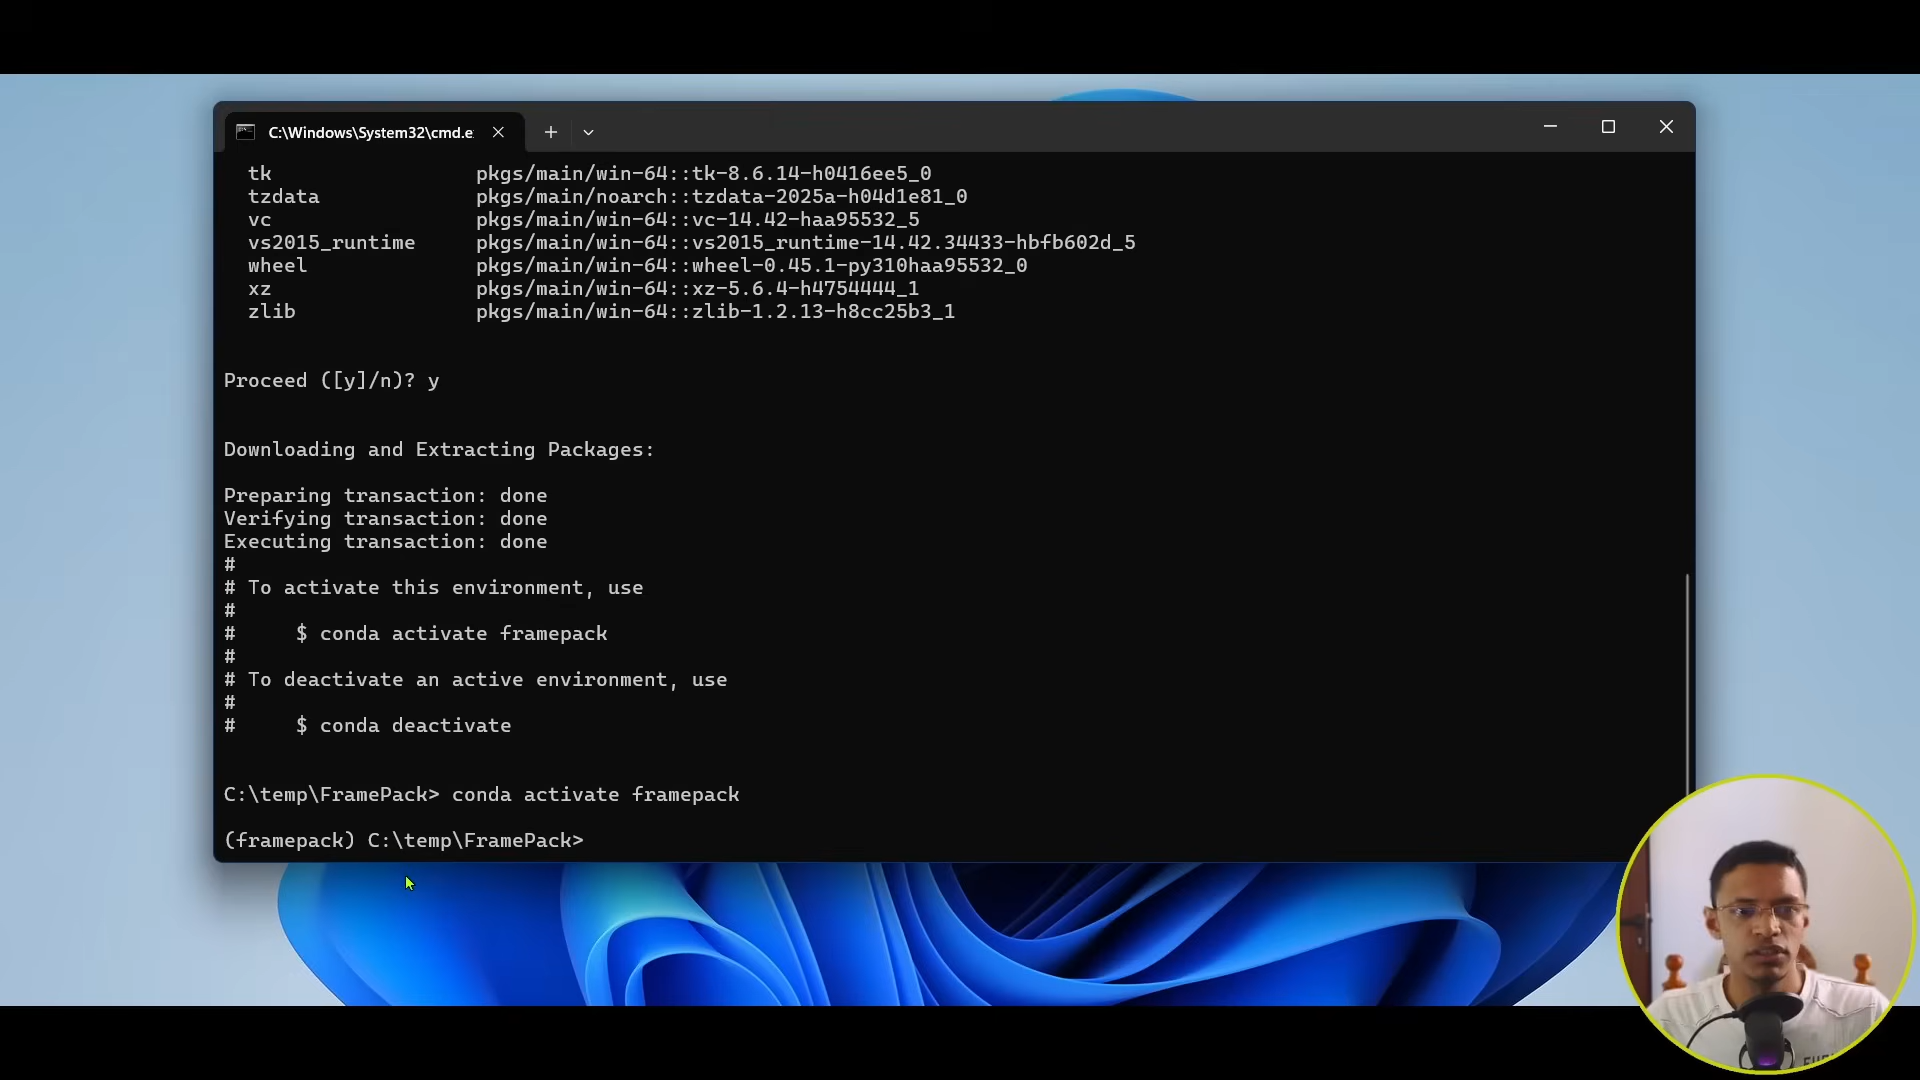 C:\Windows\System32\cmd.e
tk pkgs/main/win-64::tk-8.6.14-h0416ee5_0
tzdata pkgs/main/noarch::tzdata-2025a-h04d1e81_0
vc pkgs/main/win-64::vc-14.42-haa95532_5
vs2015_runtime pkgs/main/win-64::vs2015_runtime-14.42.34433-hbfb602d_5
wheel pkgs/main/win-64::wheel-0.45.1-py310haa95532_0
xz pkgs/main/win-64::xz-5.6.4-h4754444_1
zlib pkgs/main/win-64::zlib-1.2.13-h8cc25b3_1
Proceed ([y]/n)? y
Downloading and Extracting Packages:
Preparing transaction: done
Verifying transaction: done
Executing transaction: done
#
# To activate this environment, use
#
# $ conda activate framepack
#
# To deactivate an active environment, use
#
# $ conda deactivate
C:\temp\FramePack> conda activate framepack
(framepack) C:\temp\FramePack>